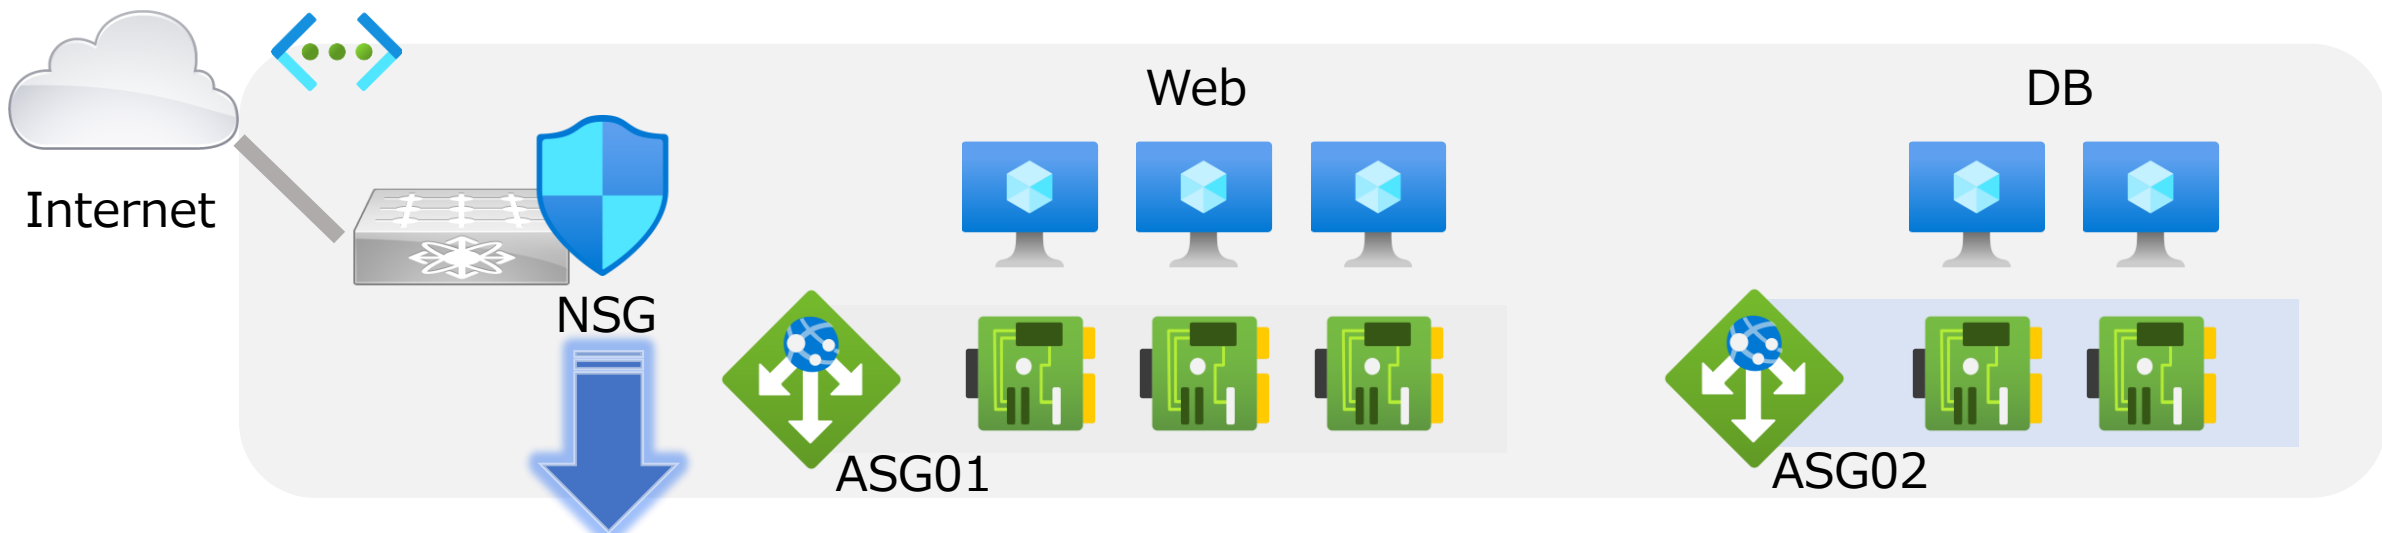 Internet
NSG
Web
ASG01
DB
ASG02